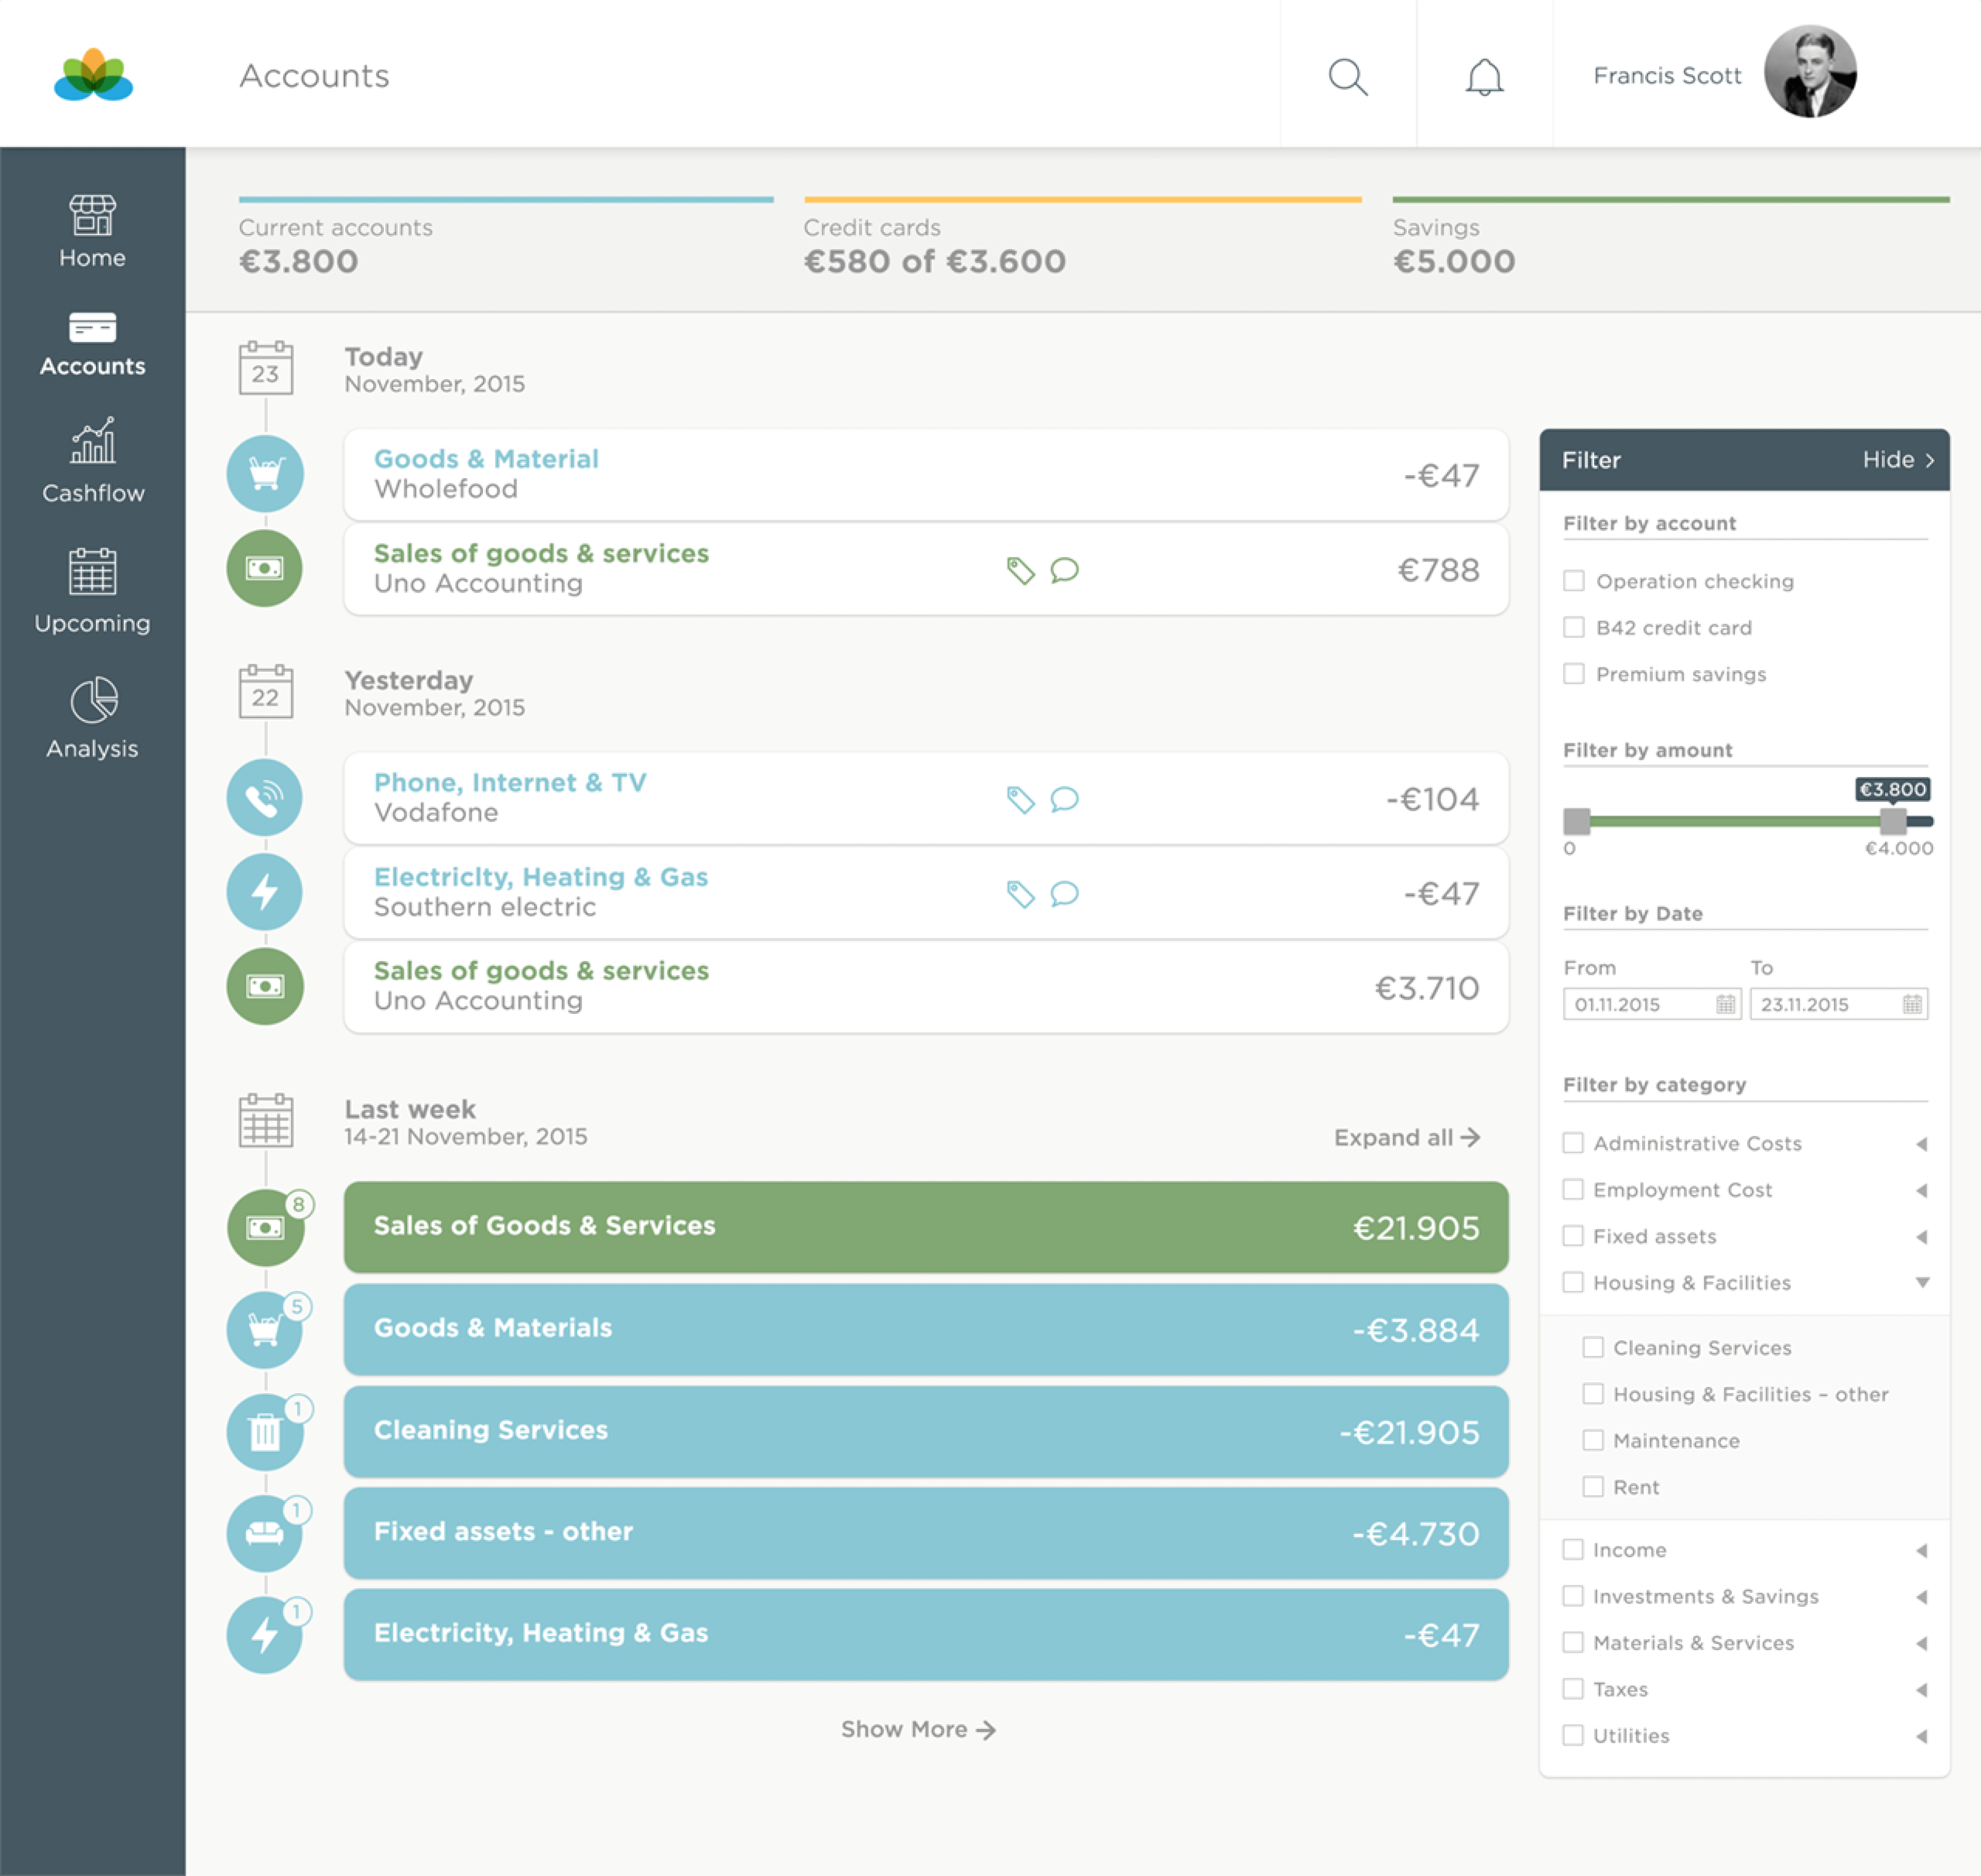 Accounts
Francis Scott
Home
Accounts
Cashflow
Upcoming
Analysis
Current accounts
€3.800
Credit cards
€580 of €3.600
Savings
€5.000
23
Today
November, 2015
Goods & Material
Wholefood
-€47
Sales of goods & services
Uno Accounting
€788
22
Yesterday
November, 2015
Phone, Internet & TV
Vodafone
-€104
ElectricIty, Heating & Gas
Southern electric
-€47
Sales of goods & services
Uno Accounting
€3.710
Last week
14-21 November, 2015
Expand all
8
Sales of Goods & Services
€21.905
5
Goods & Materials
-€3.884
1
Cleaning Services
-€21.905
1
Fixed assets - other
-€4.730
1
Electricity, Heating & Gas
-€47
Show More
Filter
Hide
Filter by account
Operation checking
B42 credit card
Premium savings
Filter by amount
€3.800
0
€4.000
Filter by Date
From
To
01.11.2015
23.11.2015
Filter by category
Administrative Costs
Employment Cost
Fixed assets
Housing & Facilities
Cleaning Services
Housing & Facilities – other
Maintenance
Rent
Income
Investments & Savings
Materials & Services
Taxes
Utilities